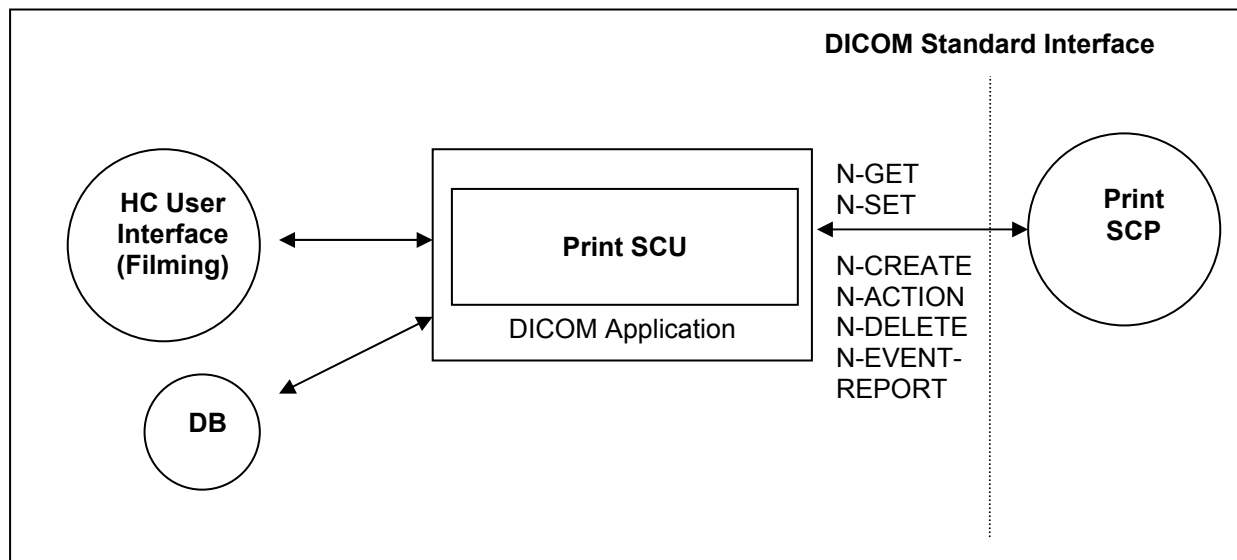 DICOM Standard Interface
HC User
Interface
(Filming)
DB
Print SCU
DICOM Application
N-GET
N-SET
N-CREATE
N-ACTION
N-DELETE
N-EVENT-
REPORT
Print
SCP